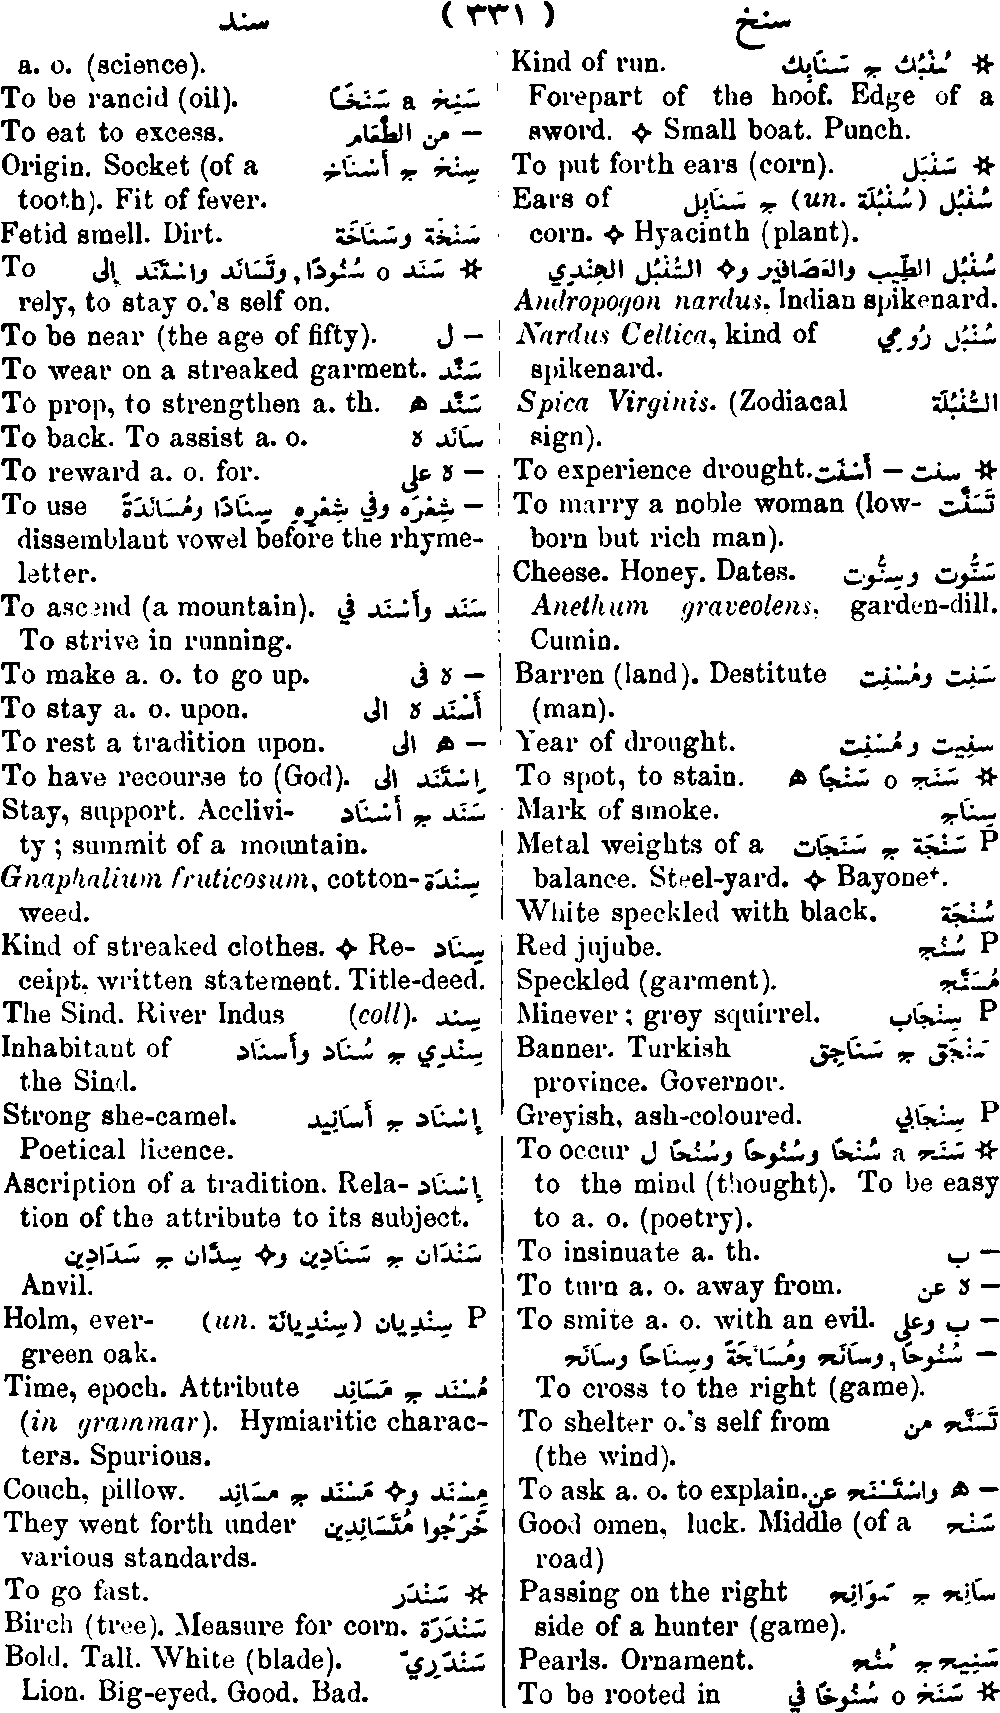 سند ( ٣٣١ ) سنخ
Kind of run. ✲ سُنْبُك ج سَنَابِك
Forepart of the hoof. Edge of a
sword. ✧ Small boat. Punch.
To put forth ears (corn). ✲ سَنْبَل
Ears of سُنْبُل (un. سُنْبُلَة) ج سَنَابِل
corn. ✧ Hyacinth (plant).
سُنْبُل الطِّيب والعَصَافِير و✧ السُّنْبُل الهِنْدِي
Andropogon nardus, Indian spikenard.
Nardus Celtica, kind of سُنْبُل رُومِي
spikenard.
Spica Virginis. (Zodiacal السُّنْبُلَة
sign).
To experience drought. ✲ سنت – أَسْنَت
To marry a noble woman (low- تَسَنَّت
born but rich man).
Cheese. Honey. Dates. سَنُّوت وسِنَّوْت
Anethum graveolens, garden-dill.
Cumin.
Barren (land). Destitute سَنِت ومُسْنِت
(man).
Year of drought. سنِيت ومُسْنِت
To spot, to stain. ✲ سَنَج o سَنْجًا ه
Mark of smoke. سِنَاج
Metal weights of a P سَنْجَة ج سَنَجَات
balance. Steel-yard. ✧ Bayonet.
White speckled with black. سُنْجَة
Red jujube. P سُنْج
Speckled (garment). مُسَنَّج
Minever; grey squirrel. P سِنْجَاب
Banner. Turkish سَنْجَق ج سَنَاجِق
province. Governor.
Greyish, ash-coloured. P سِنْجَابِي
To occur ✲ سَنَح a سُنْحًا وسُنُوحًا وسُنُحًا ل
to the mind (thought). To be easy
to a. o. (poetry).
To insinuate a. th. – ب
To turn a. o. away from. – ه عن
To smite a. o. with an evil. – ب وعلى
– سُنُوحًا, وسَانَح ومُسَانَحَةً وسِنَاحًا وسَانَح
To cross to the right (game).
To shelter o.'s self from تَسَنَّح من
(the wind).
To ask a. o. to explain. – ه واسْتَسْنَح عن
Good omen, luck. Middle (of a سُنْح
road)
Passing on the right سَانِح ج سَوَانِح
side of a hunter (game).
Pearls. Ornament. سَنِيح ج سُنُح
To be rooted in ✲ سَنَخ o سُنُوخًا في
a. o. (science).
To be rancid (oil). سَنِخ a سَنَخًا
To eat to excess. – من الطَّعَام
Origin. Socket (of a سِنْخ ج أَسْنَاخ
tooth). Fit of fever.
Fetid smell. Dirt. سَنْخَة وسَنَاخَة
To ✲ سَنَد o سُنُودًا, وتَسَانَد واسْتَنَد إلى
rely, to stay o.'s self on.
To be near (the age of fifty). – ل
To wear on a streaked garment. سَنَّد
To prop, to strengthen a. th. سَنَّد ه
To back. To assist a. o. سَانَد ه
To reward a. o. for. – ه على
To use – شِعْرَه وفي شِعْرِهِ سِنَادًا ومُسَانَدَةً
dissemblant vowel before the rhyme-
letter.
To ascend (a mountain). سَنَد وأَسْنَد في
To strive in running.
To make a. o. to go up. – ه في
To stay a. o. upon. أَسْنَد ه الى
To rest a tradition upon. – ه الى
To have recourse to (God). اِسْتَنَد الى
Stay, support. Acclivi- سَنَد ج أَسْنَاد
ty; summit of a mountain.
Gnaphalium fruticosum, cotton- سِنْدَة
weed.
Kind of streaked clothes. ✧ Re- سِنَاد
ceipt, written statement. Title-deed.
The Sind. River Indus (coll). سِند
Inhabitant of سِنْدِي ج سُنَاد وأَسنَاد
the Sind.
Strong she-camel. إِسْنَاد ج أَسَانِيد
Poetical licence.
Ascription of a tradition. Rela- إِسْنَاد
tion of the attribute to its subject.
سَنْدَان ج سَنَادِين و✧ سِدَّان ج سَدَادِين
Anvil.
Holm, ever- P سِنْدِيان (un. سِنْدِيانَة)
green oak.
Time, epoch. Attribute مُسْنَد ج مَسَانِد
(in grammar). Hymiaritic charac-
ters. Spurious.
Couch, pillow. مِسْنَد و✧ مَسْنَد ج مَسَانِد
They went forth under خَرَجُوا مُتَسَانِدِين
various standards.
To go fast. ✲ سَنْدَر
Birch (tree). Measure for corn. سَنْدَرَة
Bold. Tall. White (blade). سَنْدَرِيّ
Lion. Big-eyed. Good. Bad.